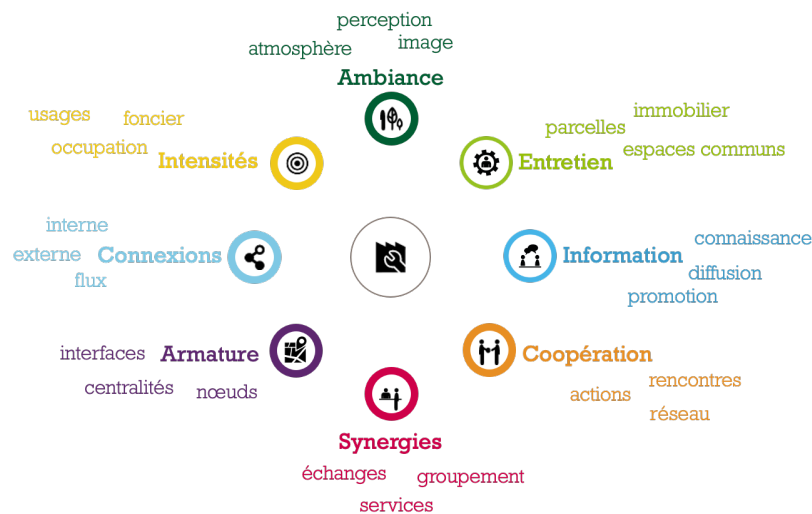 perception
atmosphère
image
Ambiance
usages
foncier
occupation
Intensités
immobilier
parcelles
espaces communs
Entretien
interne
externe
Connexions
flux
connaissance
Information
diffusion
promotion
interfaces
Armature
centralités
nœuds
Coopération
rencontres
actions
réseau
Synergies
échanges
groupement
services